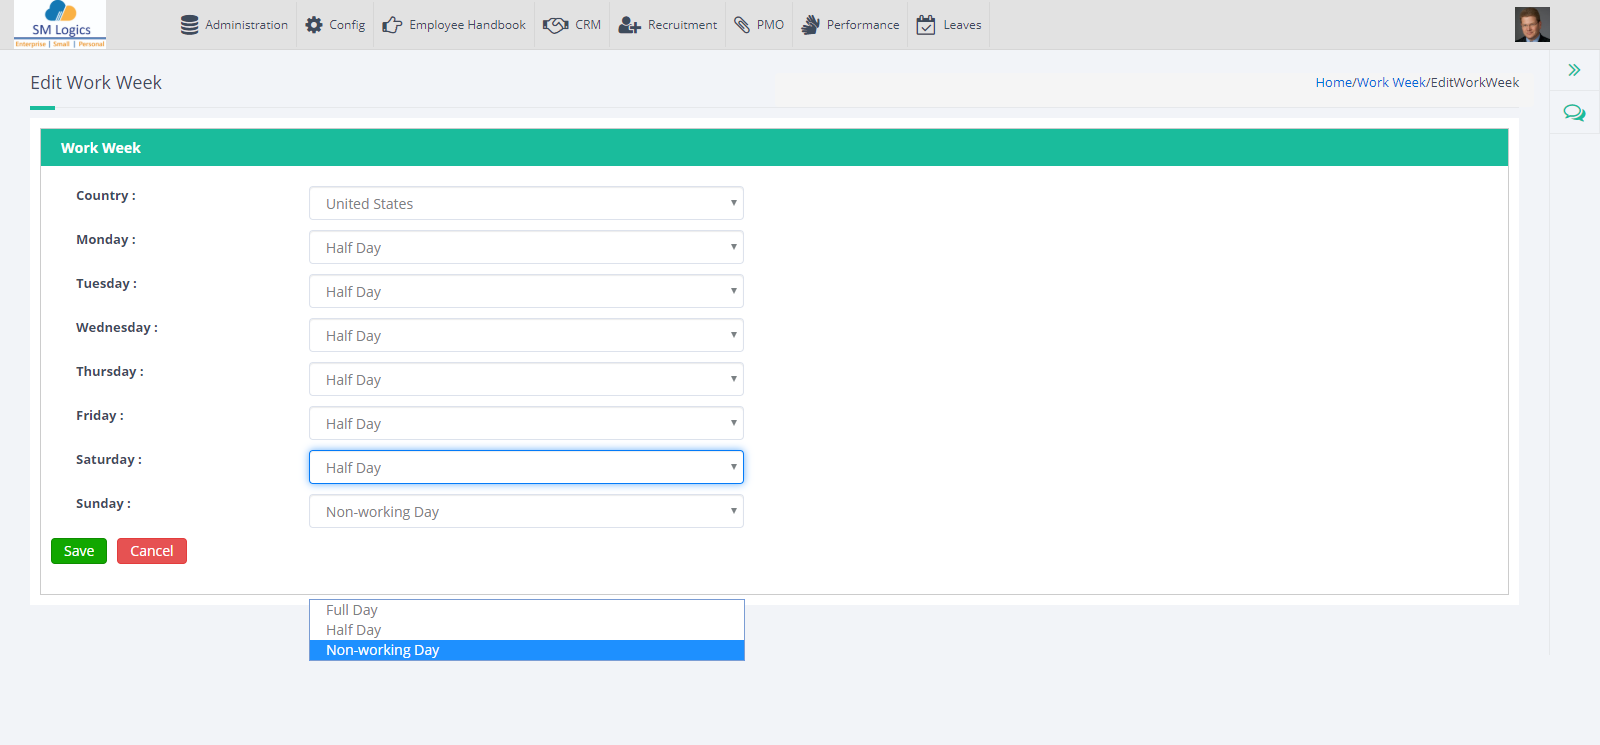 SM Logics
Enterprise | Small | Personal
Administration
Config
Employee Handbook
CRM
Recruitment
PMO
Performance
Leaves
Edit Work Week
Home/Work Week/EditWorkWeek
Work Week
Country :
United States
Monday :
Half Day
Tuesday :
Half Day
Wednesday :
Half Day
Thursday :
Half Day
Friday :
Half Day
Saturday :
Half Day
Sunday :
Non-working Day
Save
Cancel
Full Day
Half Day
Non-working Day